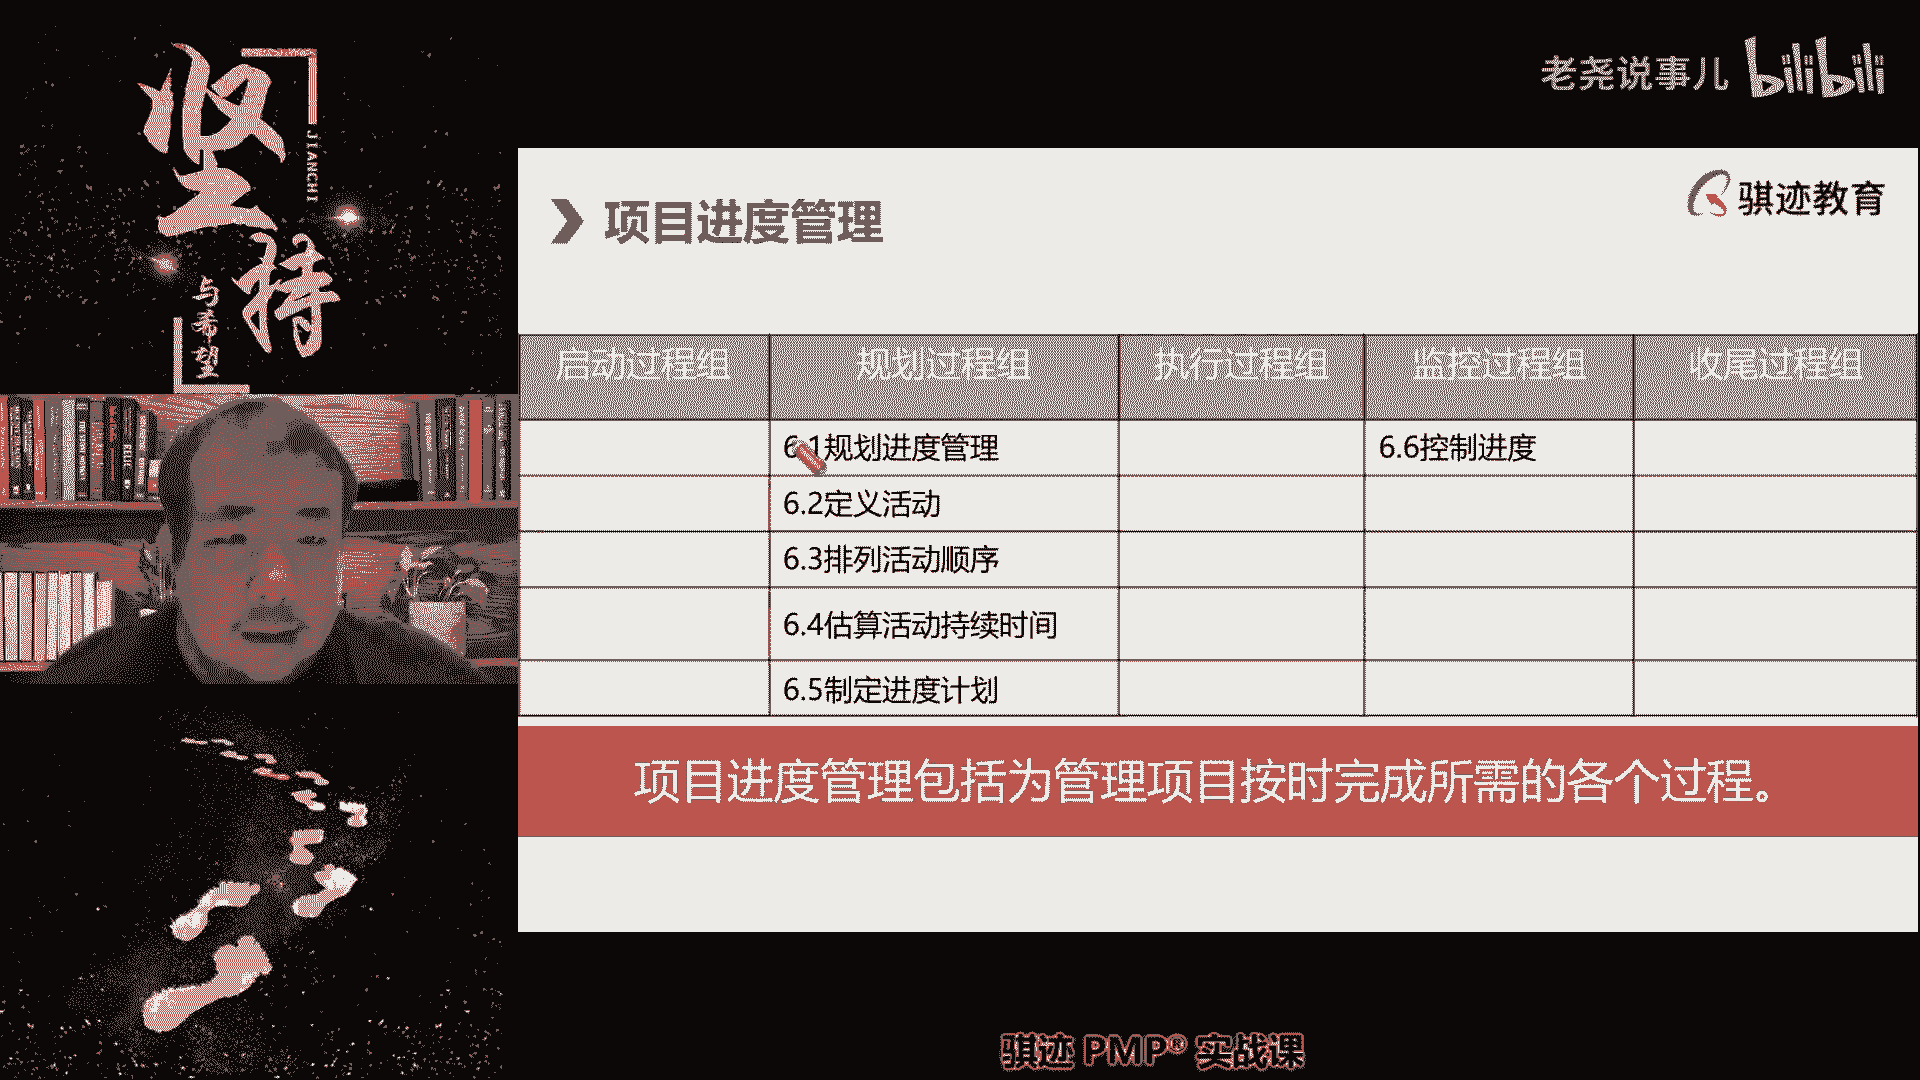 坚持
JIANCHI
与希望
老尧说事儿 bilibili
骐迹教育
项目进度管理
启动过程组 规划过程组 执行过程组 监控过程组 收尾过程组
6.1规划进度管理 6.6控制进度
6.2定义活动
6.3排列活动顺序
6.4估算活动持续时间
6.5制定进度计划
项目进度管理包括为管理项目按时完成所需的各个过程。
骐迹 PMP® 实战课